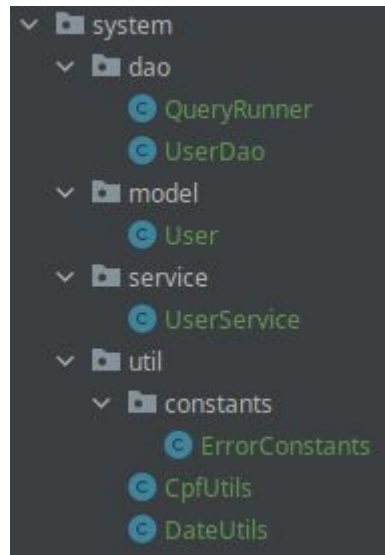 system
dao
QueryRunner
UserDao
model
User
service
UserService
util
constants
ErrorConstants
CpfUtils
DateUtils